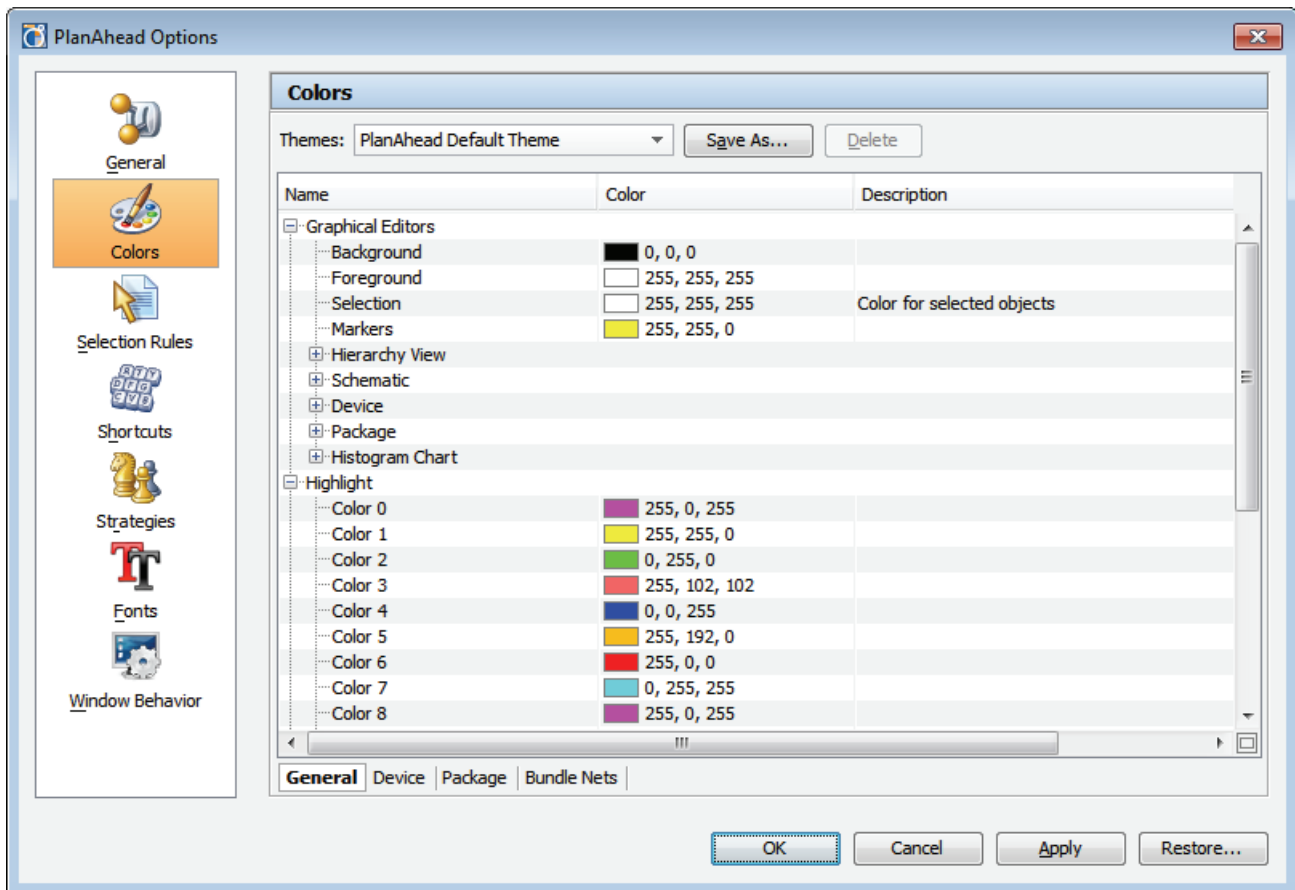 PlanAhead Options
General
Colors
Selection Rules
Shortcuts
Strategies
Fonts
Window Behavior
Colors
Themes: PlanAhead Default Theme Save As... Delete
Name Color Description
Graphical Editors
Background 0, 0, 0
Foreground 255, 255, 255
Selection 255, 255, 255 Color for selected objects
Markers 255, 255, 0
Hierarchy View
Schematic
Device
Package
Histogram Chart
Highlight
Color 0 255, 0, 255
Color 1 255, 255, 0
Color 2 0, 255, 0
Color 3 255, 102, 102
Color 4 0, 0, 255
Color 5 255, 192, 0
Color 6 255, 0, 0
Color 7 0, 255, 255
Color 8 255, 0, 255
General Device Package Bundle Nets
OK Cancel Apply Restore...